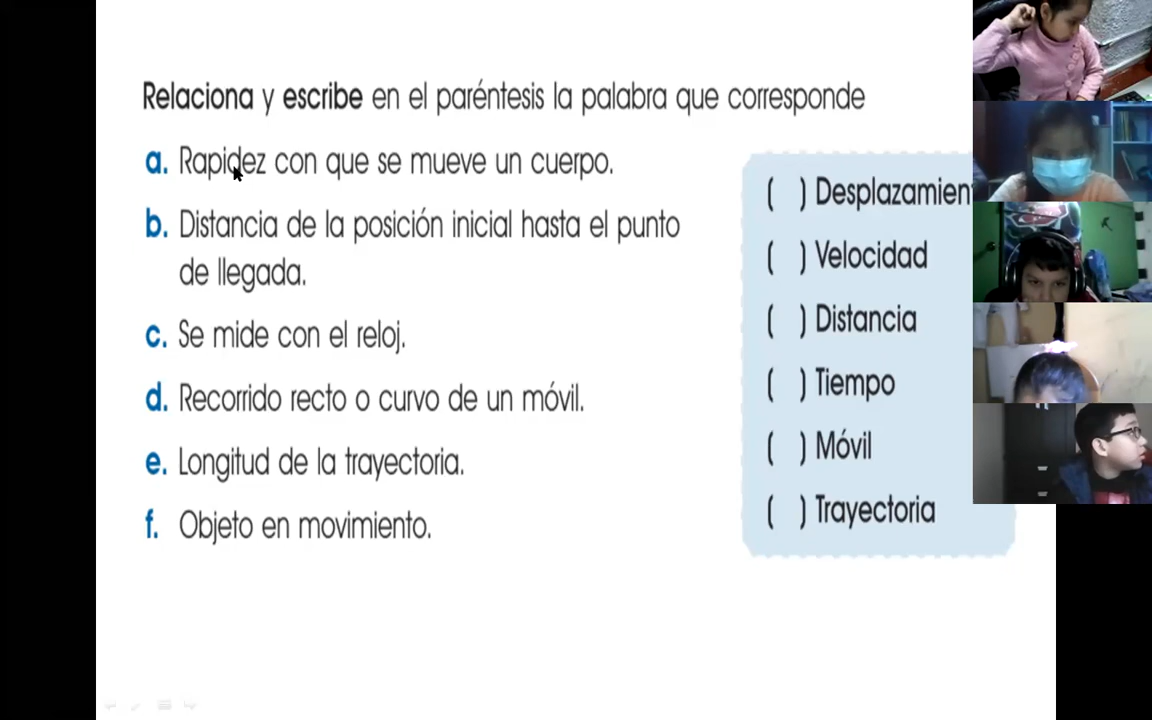 Relaciona y escribe en el paréntesis la palabra que corresponde
a. Rapidez con que se mueve un cuerpo.
b. Distancia de la posición inicial hasta el punto
de llegada.
c. Se mide con el reloj.
d. Recorrido recto o curvo de un móvil.
e. Longitud de la trayectoria.
f. Objeto en movimiento.
( ) Desplazamien
( ) Velocidad
( ) Distancia
( ) Tiempo
( ) Móvil
( ) Trayectoria